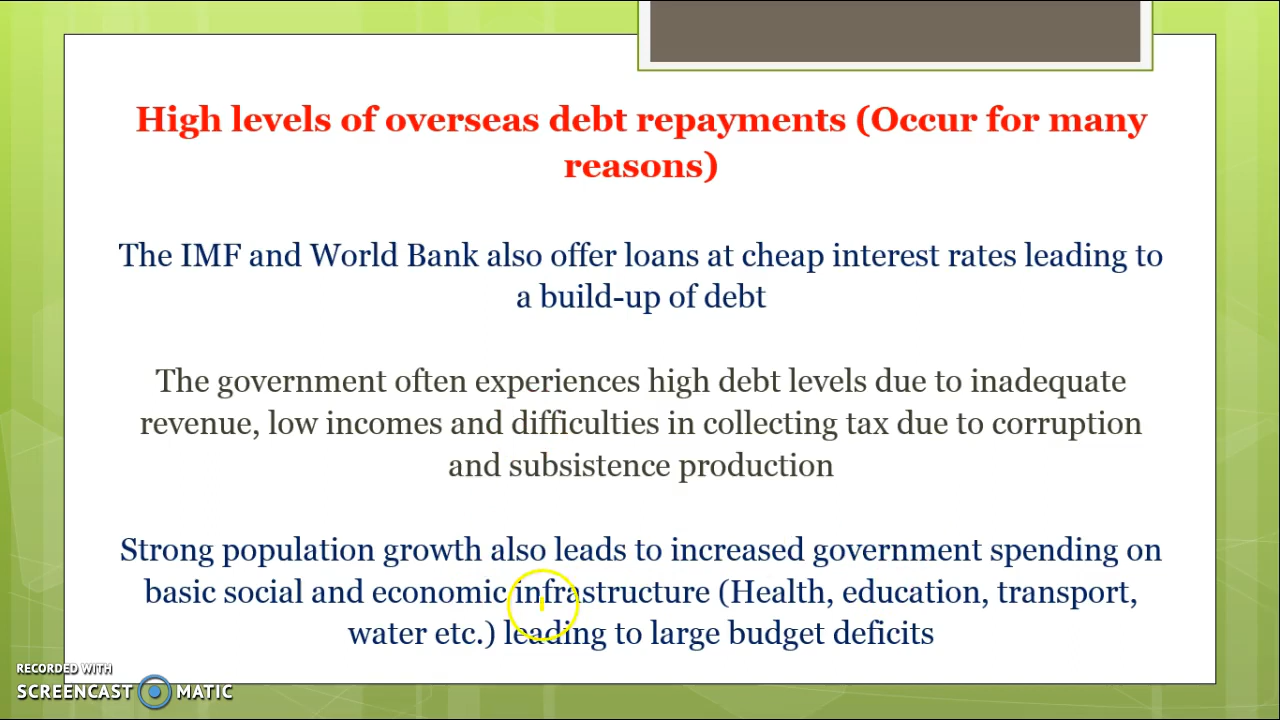 High levels of overseas debt repayments (Occur for many
reasons)
The IMF and World Bank also offer loans at cheap interest rates leading to
a build-up of debt
The government often experiences high debt levels due to inadequate
revenue, low incomes and difficulties in collecting tax due to corruption
and subsistence production
Strong population growth also leads to increased government spending on
basic social and economic infrastructure (Health, education, transport,
water etc.) leading to large budget deficits
RECORDED WITH
SCREENCAST MATIC